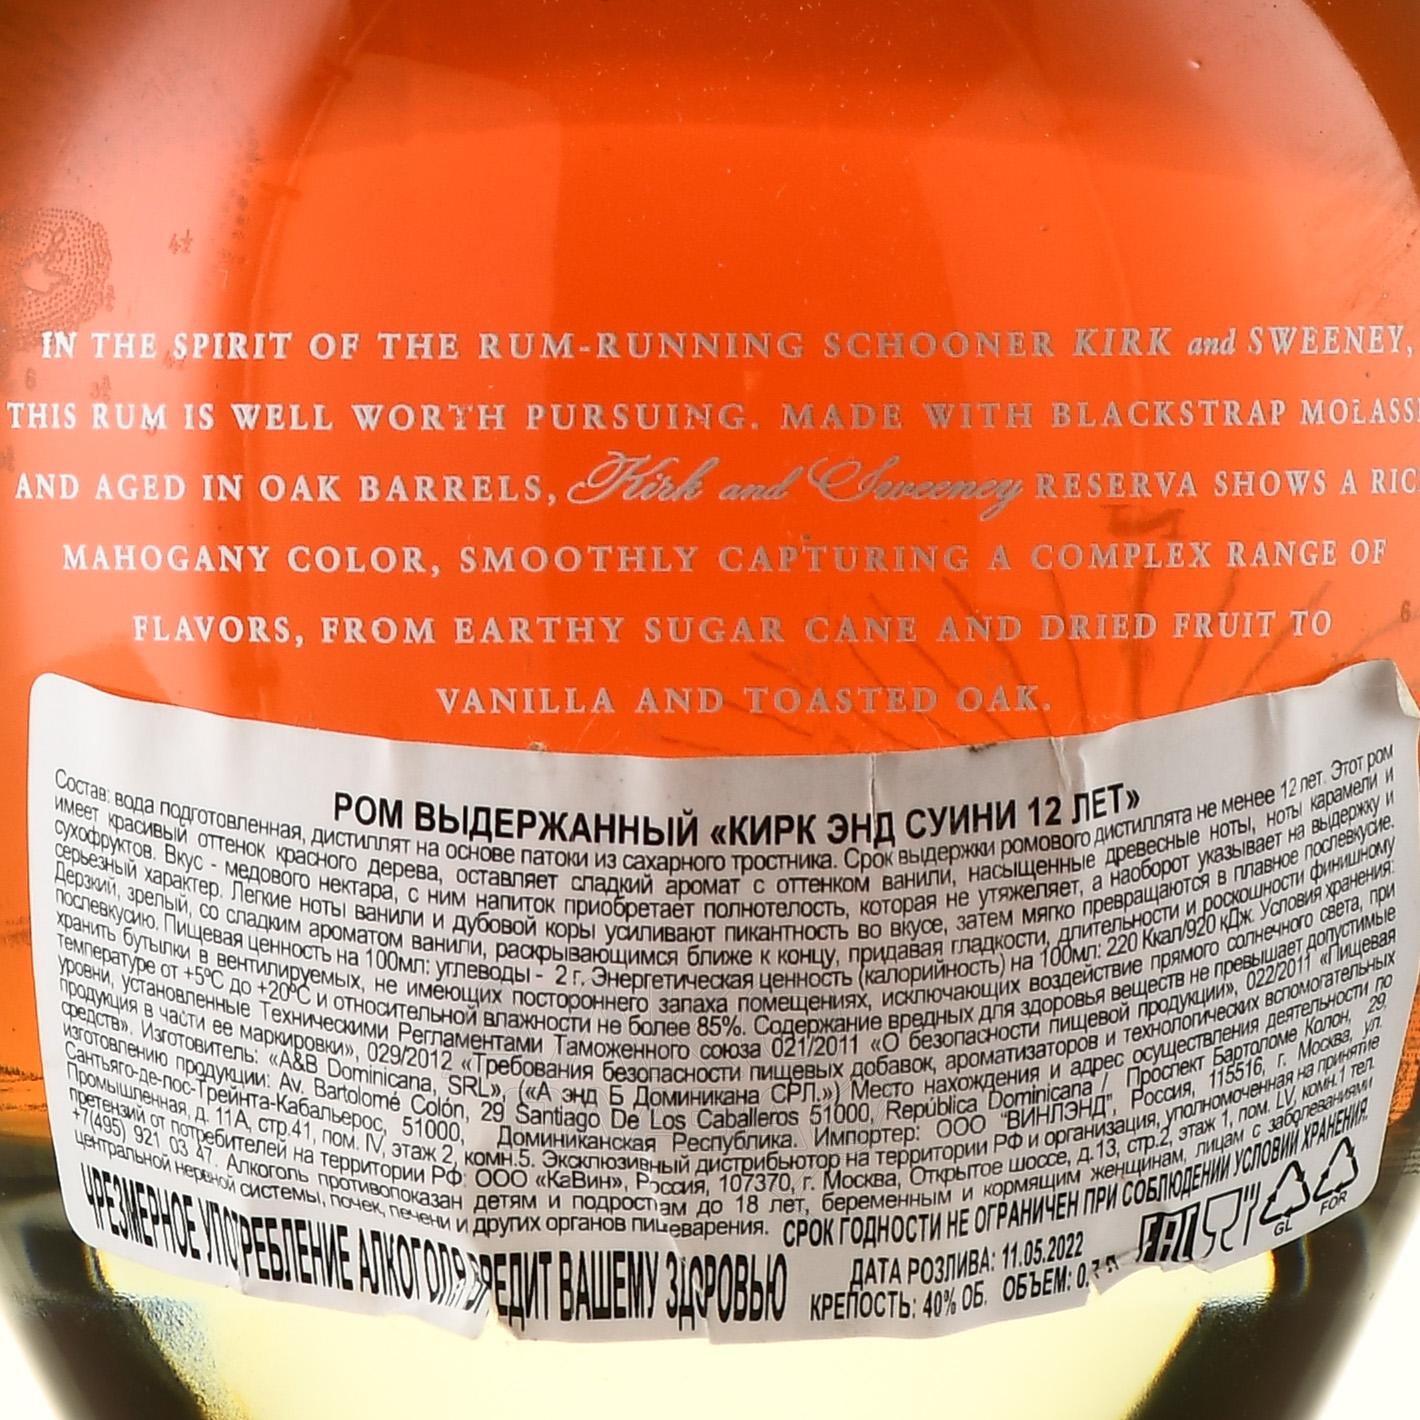 IN THE SPIRIT OF THE RUM-RUNNING SCHOONER KIRK and SWEENEY,
THIS RUM IS WELL WORTH PURSUING. MADE WITH BLACKSTRAP MOLASS
AND AGED IN OAK BARRELS, Kirk and Sweeney RESERVA SHOWS A RIC
MAHOGANY COLOR, SMOOTHLY CAPTURING A COMPLEX RANGE OF
FLAVORS, FROM EARTHY SUGAR CANE AND DRIED FRUIT TO
VANILLA AND TOASTED OAK.
РОМ ВЫДЕРЖАННЫЙ «КИРК ЭНД СУИНИ 12 ЛЕТ»
Состав: вода подготовленная, дистиллят на основе патоки из сахарного тростника. Срок выдержки ромового дистиллята не менее 12 лет. Этот ром
имеет красивый оттенок красного дерева, оставляет сладкий аромат с оттенком ванили, насыщенные древесные ноты, ноты карамели и
сухофруктов. Вкус - медового нектара, с ним напиток приобретает полнотелость, которая не утяжеляет, а наоборот указывает на выдержку и
серьезный характер. Легкие ноты ванили и дубовой коры усиливают пикантность во вкусе, затем мягко превращаются в плавное послевкусие.
Дерзкий, зрелый, со сладким ароматом ванили, раскрывающимся ближе к концу, придавая гладкости, длительности и роскошности финишному
послевкусию. Пищевая ценность на 100мл: углеводы - 2 г. Энергетическая ценность (калорийность) на 100мл: 220 Ккал/920 кДж. Условия хранения:
хранить бутылки в вентилируемых, не имеющих постороннего запаха помещениях, исключающих воздействие прямого солнечного света, при
температуре от +5°C до +20°C и относительной влажности не более 85%. Содержание вредных для здоровья веществ не превышает допустимые
уровни, установленные Техническими Регламентами Таможенного союза 021/2011 «О безопасности пищевой продукции», 022/2011 «Пищевая
продукция в части ее маркировки», 029/2012 «Требования безопасности пищевых добавок, ароматизаторов и технологических вспомогательных
средств». Изготовитель: «A&B Dominicana, SRL», («А энд Б Доминикана СРЛ.») Место нахождения и адрес осуществления деятельности по
изготовлению продукции: Av. Bartolomé Colón, 29 Santiago De Los Caballeros 51000, República Dominicana / Проспект Бартоломе Колон, 29,
Сантьяго-де-лос-Трейнта-Кабальерос, 51000, Доминиканская Республика. Импортер: ООО "ВИНЛЭНД", Россия, 115516, г. Москва, ул.
Промышленная, д. 11А, стр.41, пом. IV, этаж 2, комн.5. Эксклюзивный дистрибьютор на территории РФ и организация, уполномоченная на принятие
претензий от потребителей на территории РФ: ООО «КаВин», Россия, 107370, г. Москва, Открытое шоссе, д.13, стр.2, этаж 1, пом. LV, комн.1 тел.
+7(495) 921 03 47. Алкоголь противопоказан детям и подросткам до 18 лет, беременным и кормящим женщинам, лицам с заболеваниями
центральной нервной системы, почек, печени и других органов пищеварения. СРОК ГОДНОСТИ НЕ ОГРАНИЧЕН ПРИ СОБЛЮДЕНИИ УСЛОВИЙ ХРАНЕНИЯ.
ЧРЕЗМЕРНОЕ УПОТРЕБЛЕНИЕ АЛКОГОЛЯ ВРЕДИТ ВАШЕМУ ЗДОРОВЬЮ
ДАТА РОЗЛИВА: 11.05.2022
КРЕПОСТЬ: 40% ОБ. ОБЪЕМ:
EAC
GL
FOR